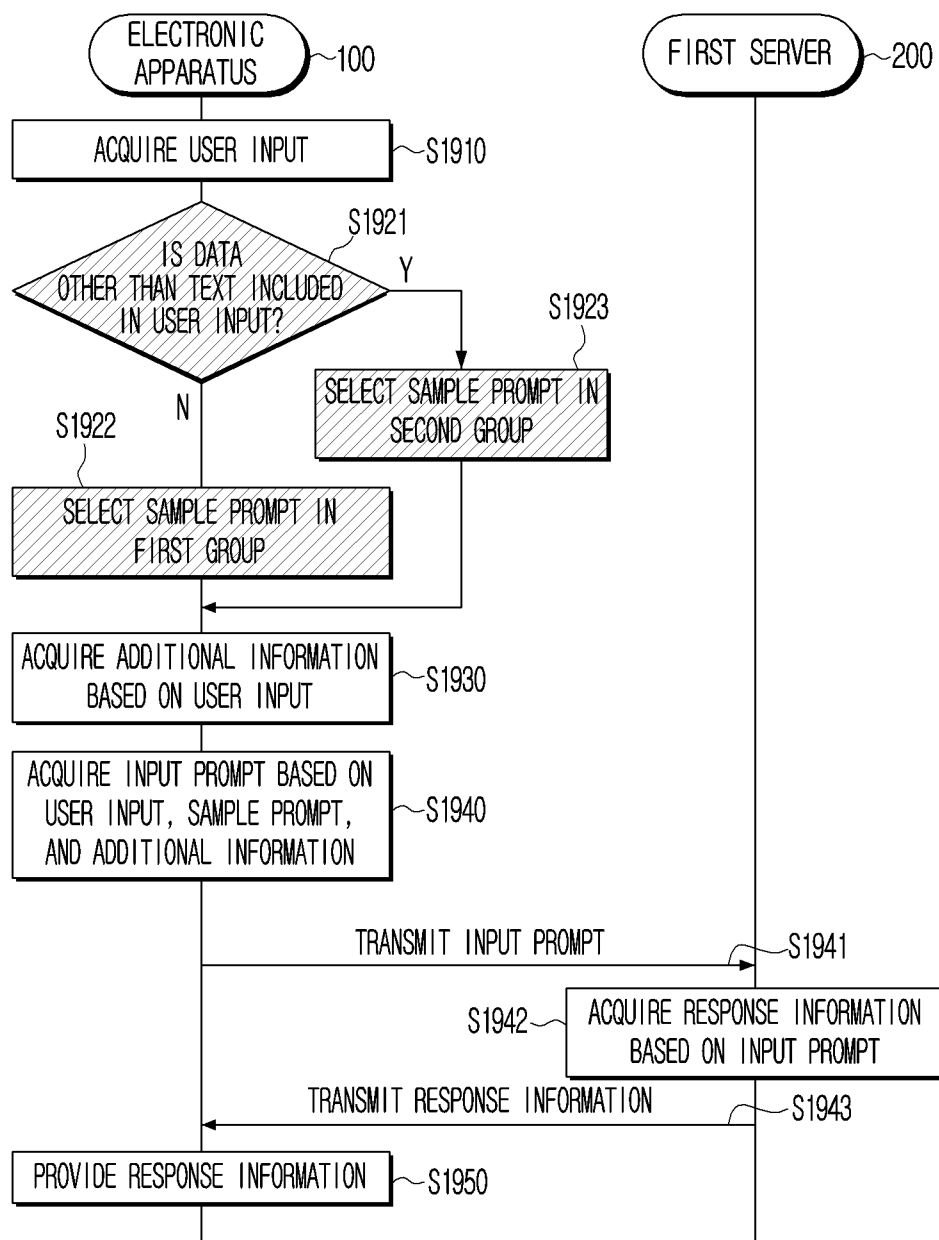 ELECTRONIC
APPARATUS
100
FIRST SERVER
200
ACQUIRE USER INPUT
S1910
S1921
IS DATA
OTHER THAN TEXT INCLUDED
IN USER INPUT?
Y
S1923
SELECT SAMPLE PROMPT IN
SECOND GROUP
N
S1922
SELECT SAMPLE PROMPT IN
FIRST GROUP
ACQUIRE ADDITIONAL INFORMATION
BASED ON USER INPUT
S1930
ACQUIRE INPUT PROMPT BASED ON
USER INPUT, SAMPLE PROMPT,
AND ADDITIONAL INFORMATION
S1940
TRANSMIT INPUT PROMPT
S1941
S1942
ACQUIRE RESPONSE INFORMATION
BASED ON INPUT PROMPT
TRANSMIT RESPONSE INFORMATION
S1943
PROVIDE RESPONSE INFORMATION
S1950